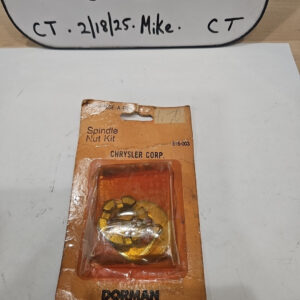 CT. 2/18/25. Mike. CT
Spindle
Nut Kit
CHRYSLER CORP.
DORMAN